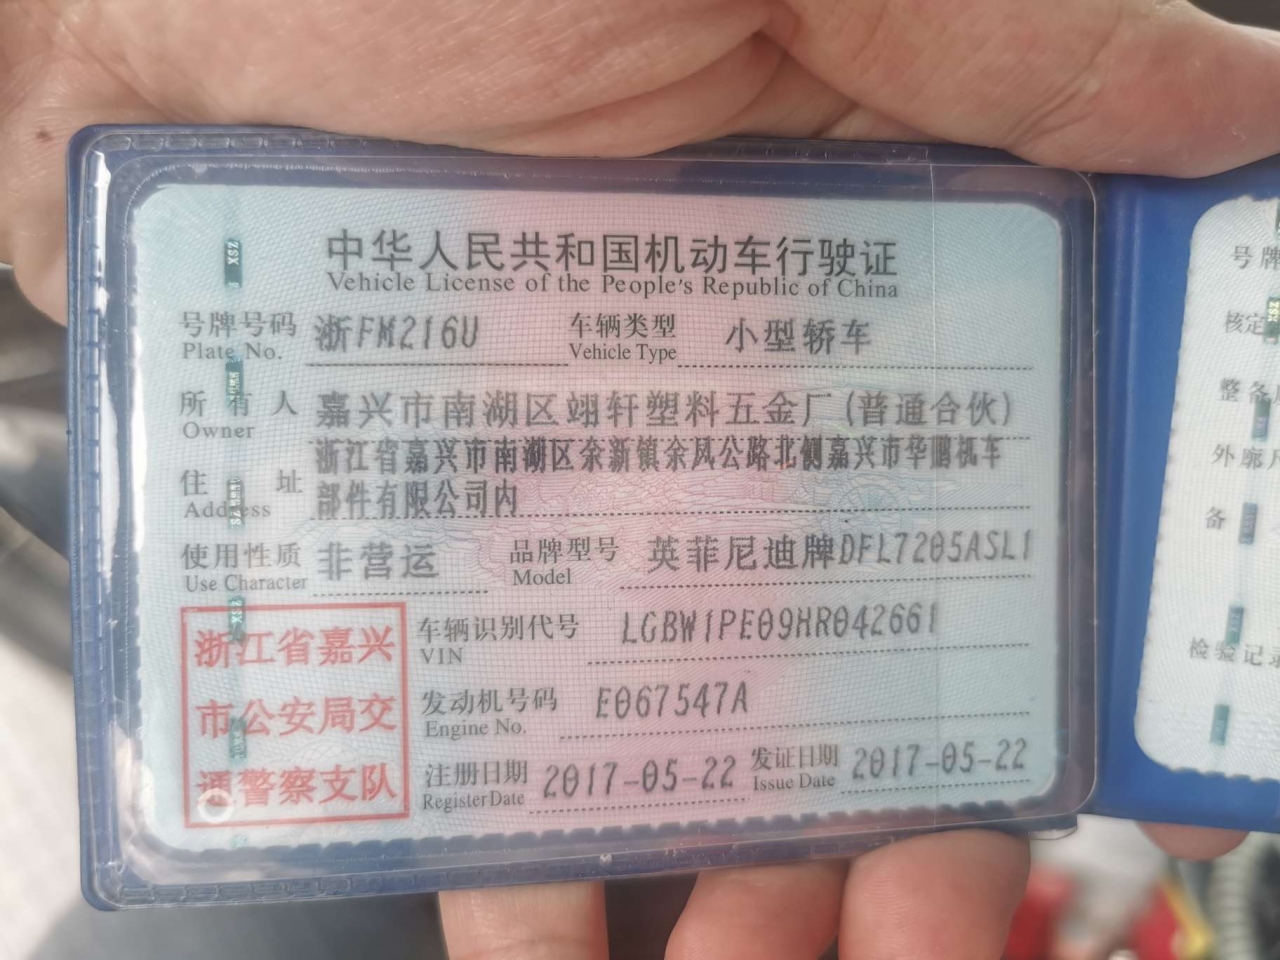 中华人民共和国机动车行驶证
Vehicle License of the People's Republic of China
号牌号码 浙FM216U 车辆类型 小型轿车
Plate No. Vehicle Type
所有人 嘉兴市南湖区翊轩塑料五金厂(普通合伙)
Owner
浙江省嘉兴市南湖区余新镇余凤公路北侧嘉兴市华鹏机车
住址 部件有限公司内
Address
使用性质 非营运 品牌型号 英菲尼迪牌DFL7205ASL1
Use Character Model
浙江省嘉兴
市公安局交
通警察支队
车辆识别代号 LGBW1PE09HR042661
VIN
发动机号码 E067547A
Engine No.
注册日期 2017-05-22 发证日期 2017-05-22
Register Date Issue Date
号牌
核定
整备
外廓尺
备
检验记录